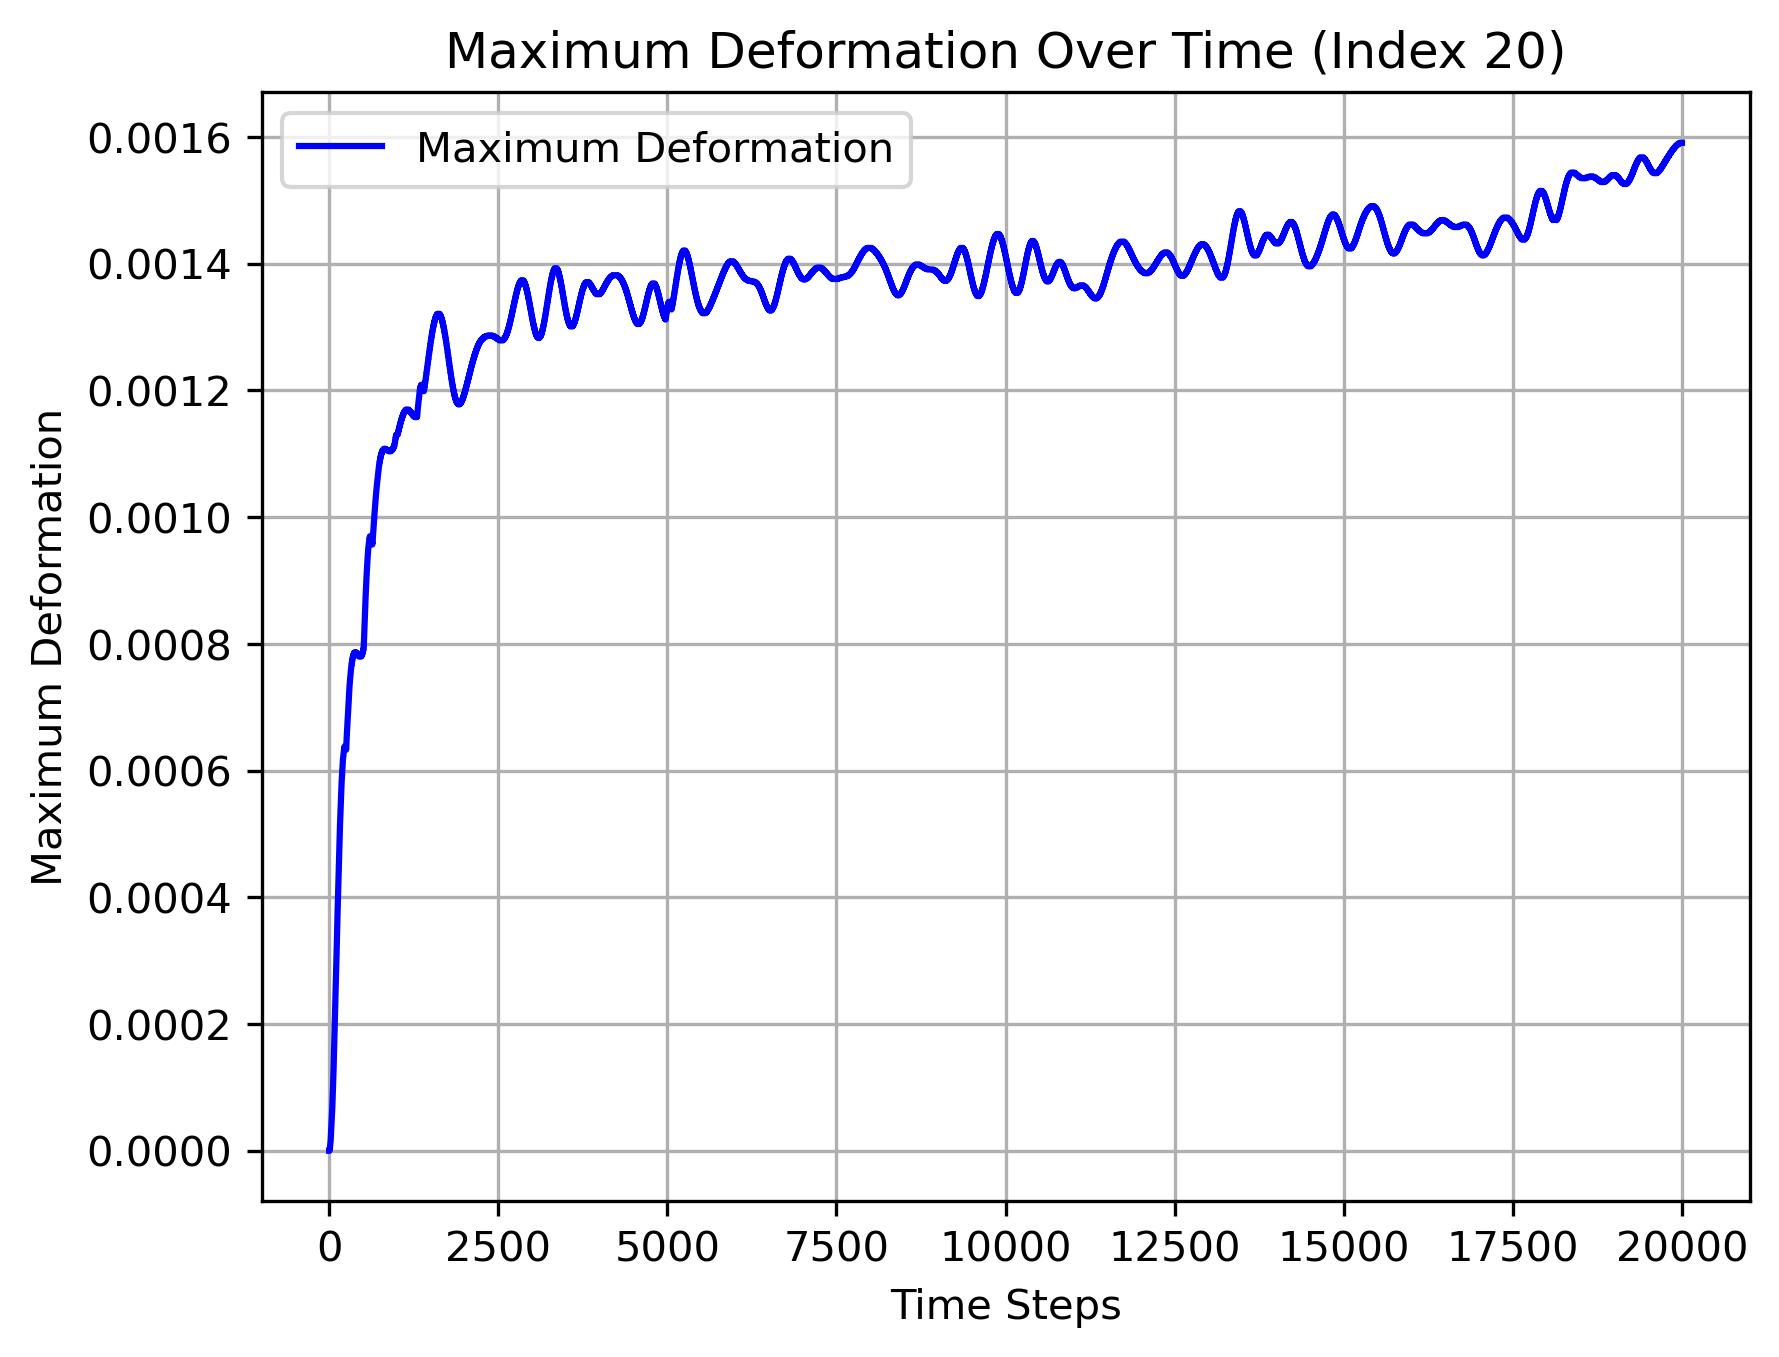 Maximum Deformation Over Time (Index 20)
Maximum Deformation
0.0016
0.0014
0.0012
0.0010
0.0008
0.0006
0.0004
0.0002
0.0000
Maximum Deformation
0 2500 5000 7500 10000 12500 15000 17500 20000
Time Steps